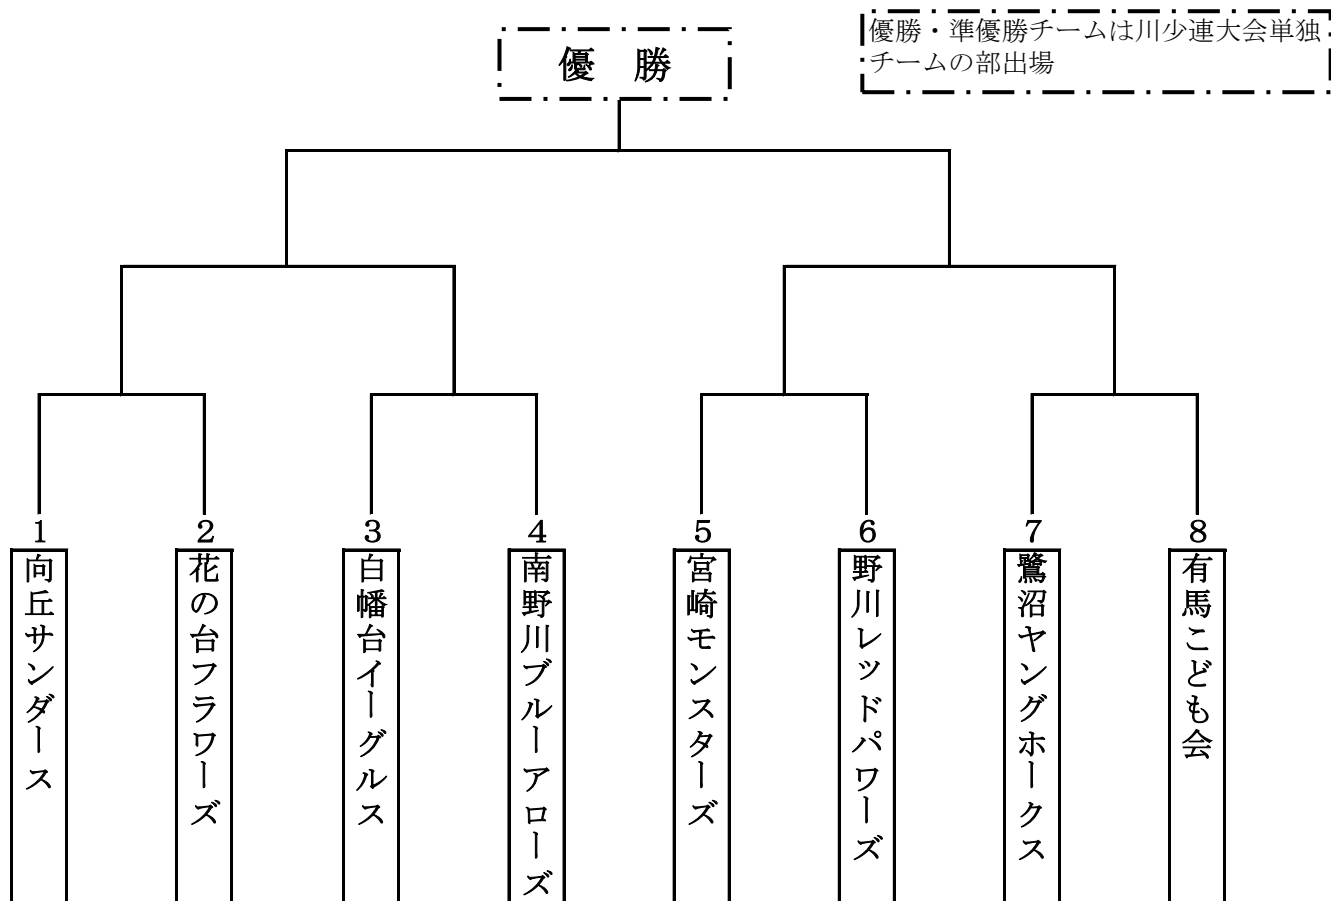 優勝
優勝・準優勝チームは川少連大会単独
チームの部出場
1
向丘サンダース
2
花の台フラワーズ
3
白幡台イーグルス
4
南野川ブルーアローズ
5
宮崎モンスターズ
6
野川レッドパワーズ
7
鷺沼ヤングホークス
8
有馬こども会